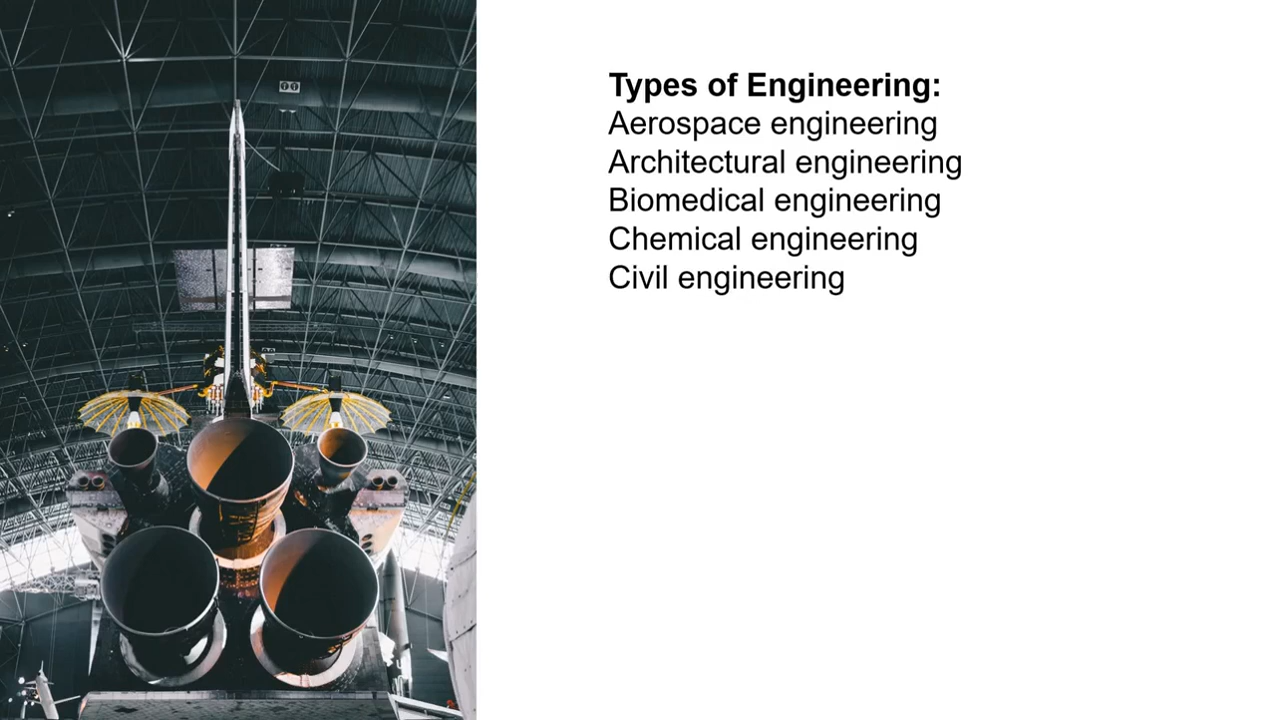 Types of Engineering:
Aerospace engineering
Architectural engineering
Biomedical engineering
Chemical engineering
Civil engineering